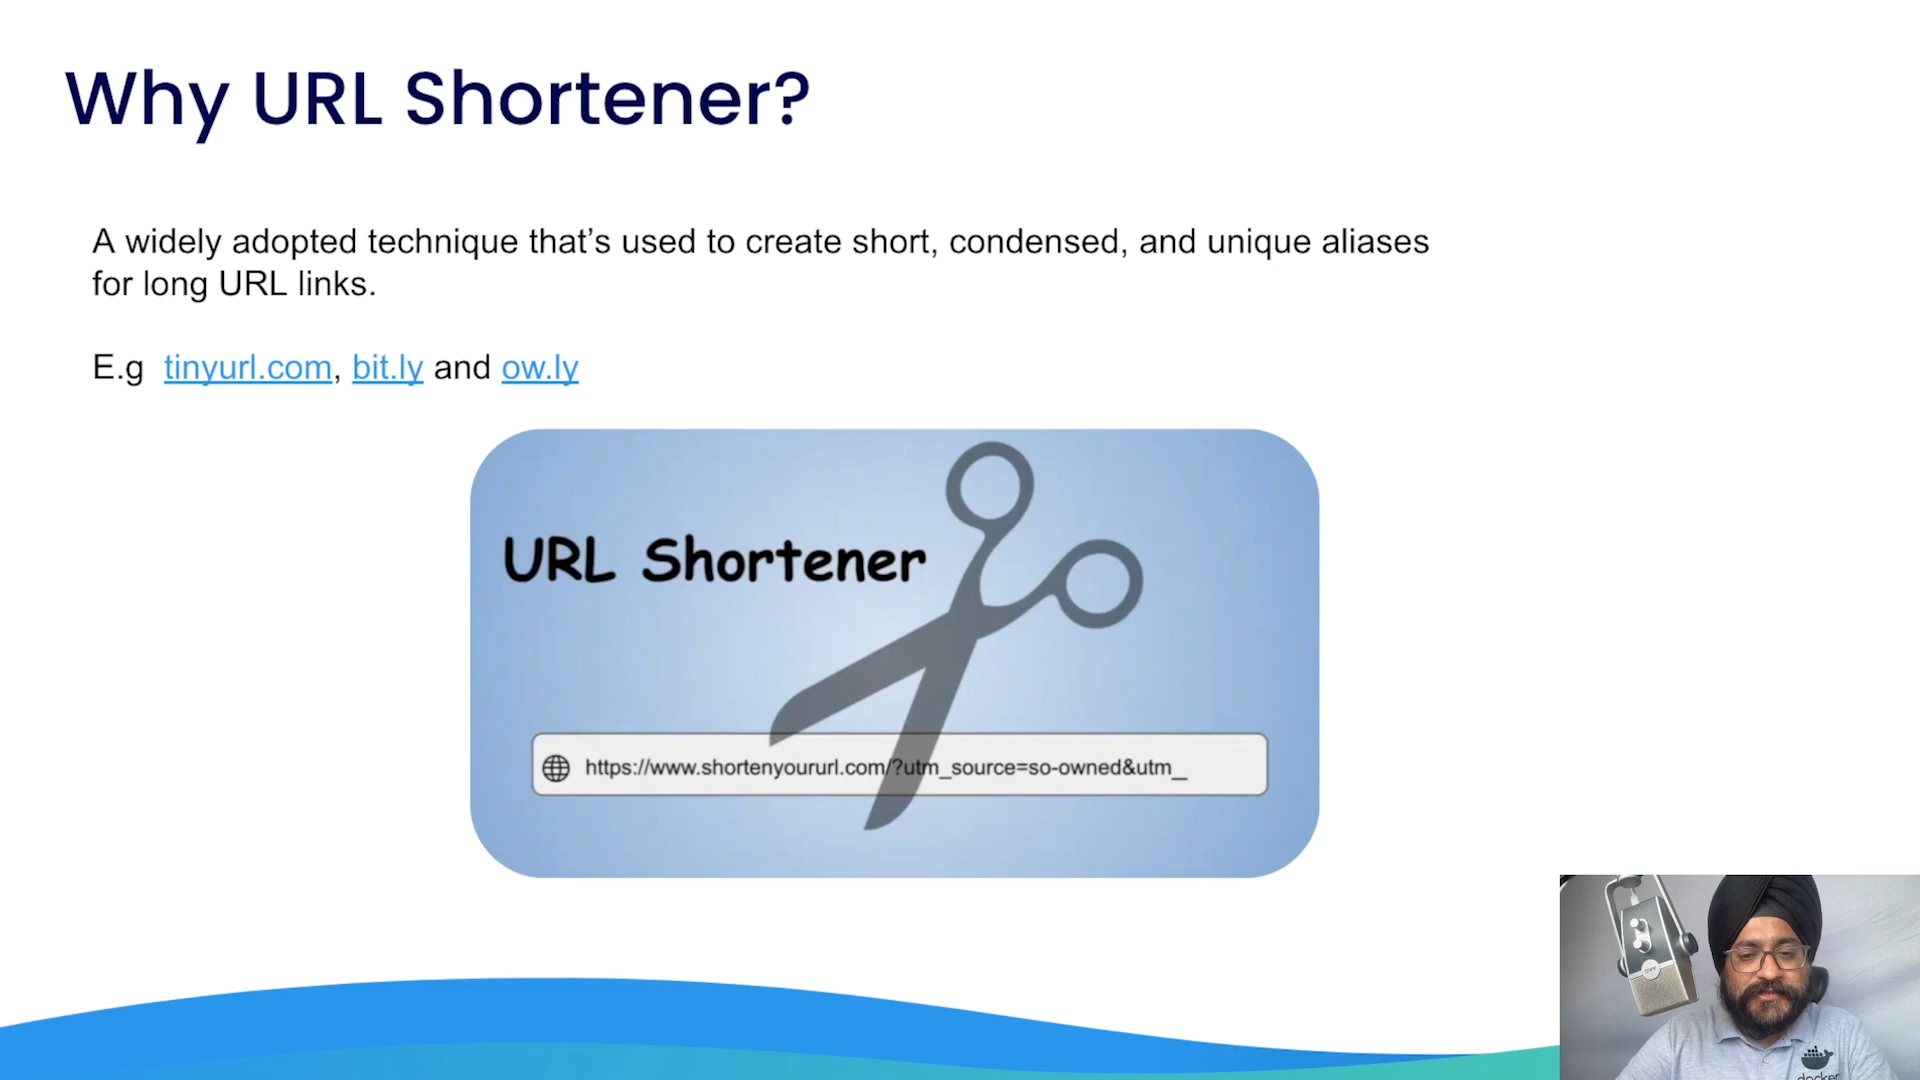 Why URL Shortener?
A widely adopted technique that’s used to create short, condensed, and unique aliases
for long URL links.
E.g tinyurl.com, bit.ly and ow.ly
URL Shortener
https://www.shortenyoururl.com/?utm_source=so-owned&utm_
docker